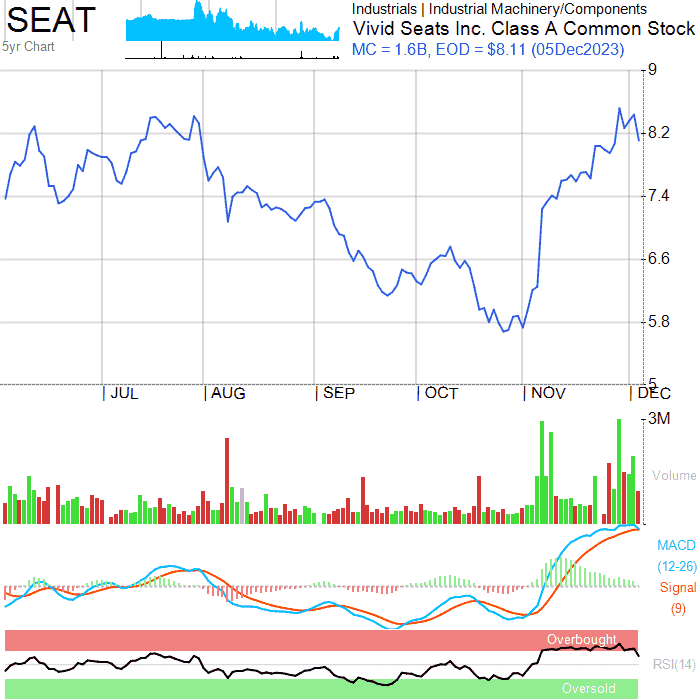 SEAT
5yr Chart
Industrials | Industrial Machinery/Components
Vivid Seats Inc. Class A Common Stock
MC = 1.6B, EOD = $8.11 (05Dec2023)
9
8.2
7.4
6.6
5.8
5
| JUL | AUG | SEP | OCT | NOV | DEC
3M
Volume
MACD
(12-26)
Signal
(9)
Overbought
RSI(14)
Oversold